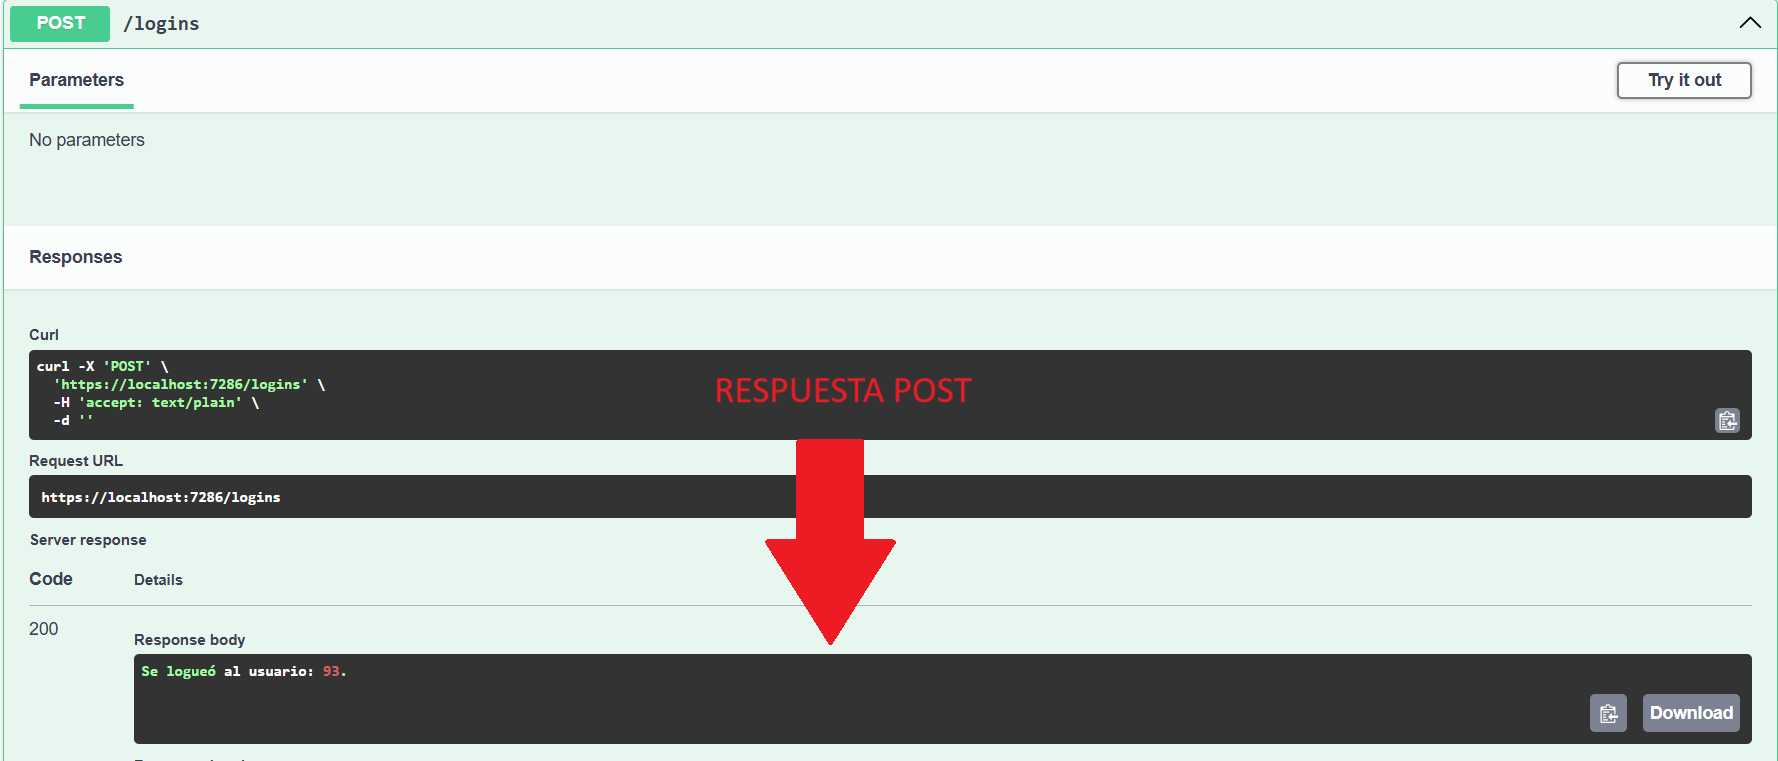 POST /logins
Parameters
Try it out
No parameters
Responses
Curl
curl -X 'POST' \
'https://localhost:7286/logins' \
-H 'accept: text/plain' \
-d ''
RESPUESTA POST
Request URL
https://localhost:7286/logins
Server response
Code Details
200
Response body
Se logueó al usuario: 93.
Download